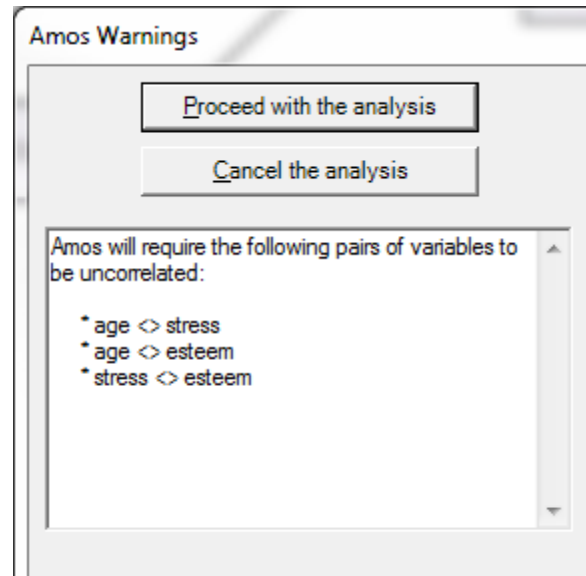 Amos Warnings
Proceed with the analysis
Cancel the analysis
Amos will require the following pairs of variables to
be uncorrelated:
* age <> stress
* age <> esteem
* stress <> esteem